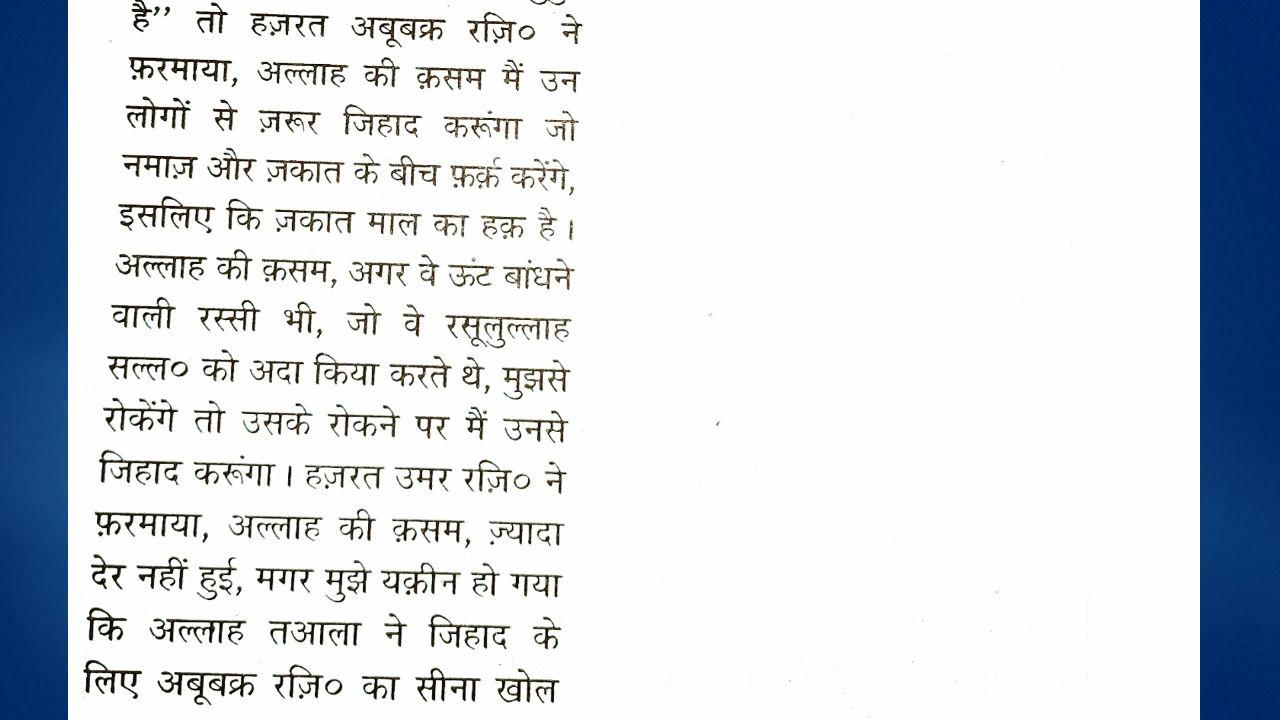 है” तो हज़रत अबूबक्र रज़ि० ने
फ़रमाया, अल्लाह की क़सम मैं उन
लोगों से ज़रूर जिहाद करूंगा जो
नमाज़ और ज़कात के बीच फ़र्क़ करेंगे,
इसलिए कि ज़कात माल का हक़ है।
अल्लाह की क़सम, अगर वे ऊंट बांधने
वाली रस्सी भी, जो वे रसूलुल्लाह
सल्ल० को अदा किया करते थे, मुझसे
रोकेंगे तो उसके रोकने पर मैं उनसे
जिहाद करूंगा। हज़रत उमर रज़ि० ने
फ़रमाया, अल्लाह की क़सम, ज़्यादा
देर नहीं हुई, मगर मुझे यक़ीन हो गया
कि अल्लाह तआला ने जिहाद के
लिए अबूबक्र रज़ि० का सीना खोल